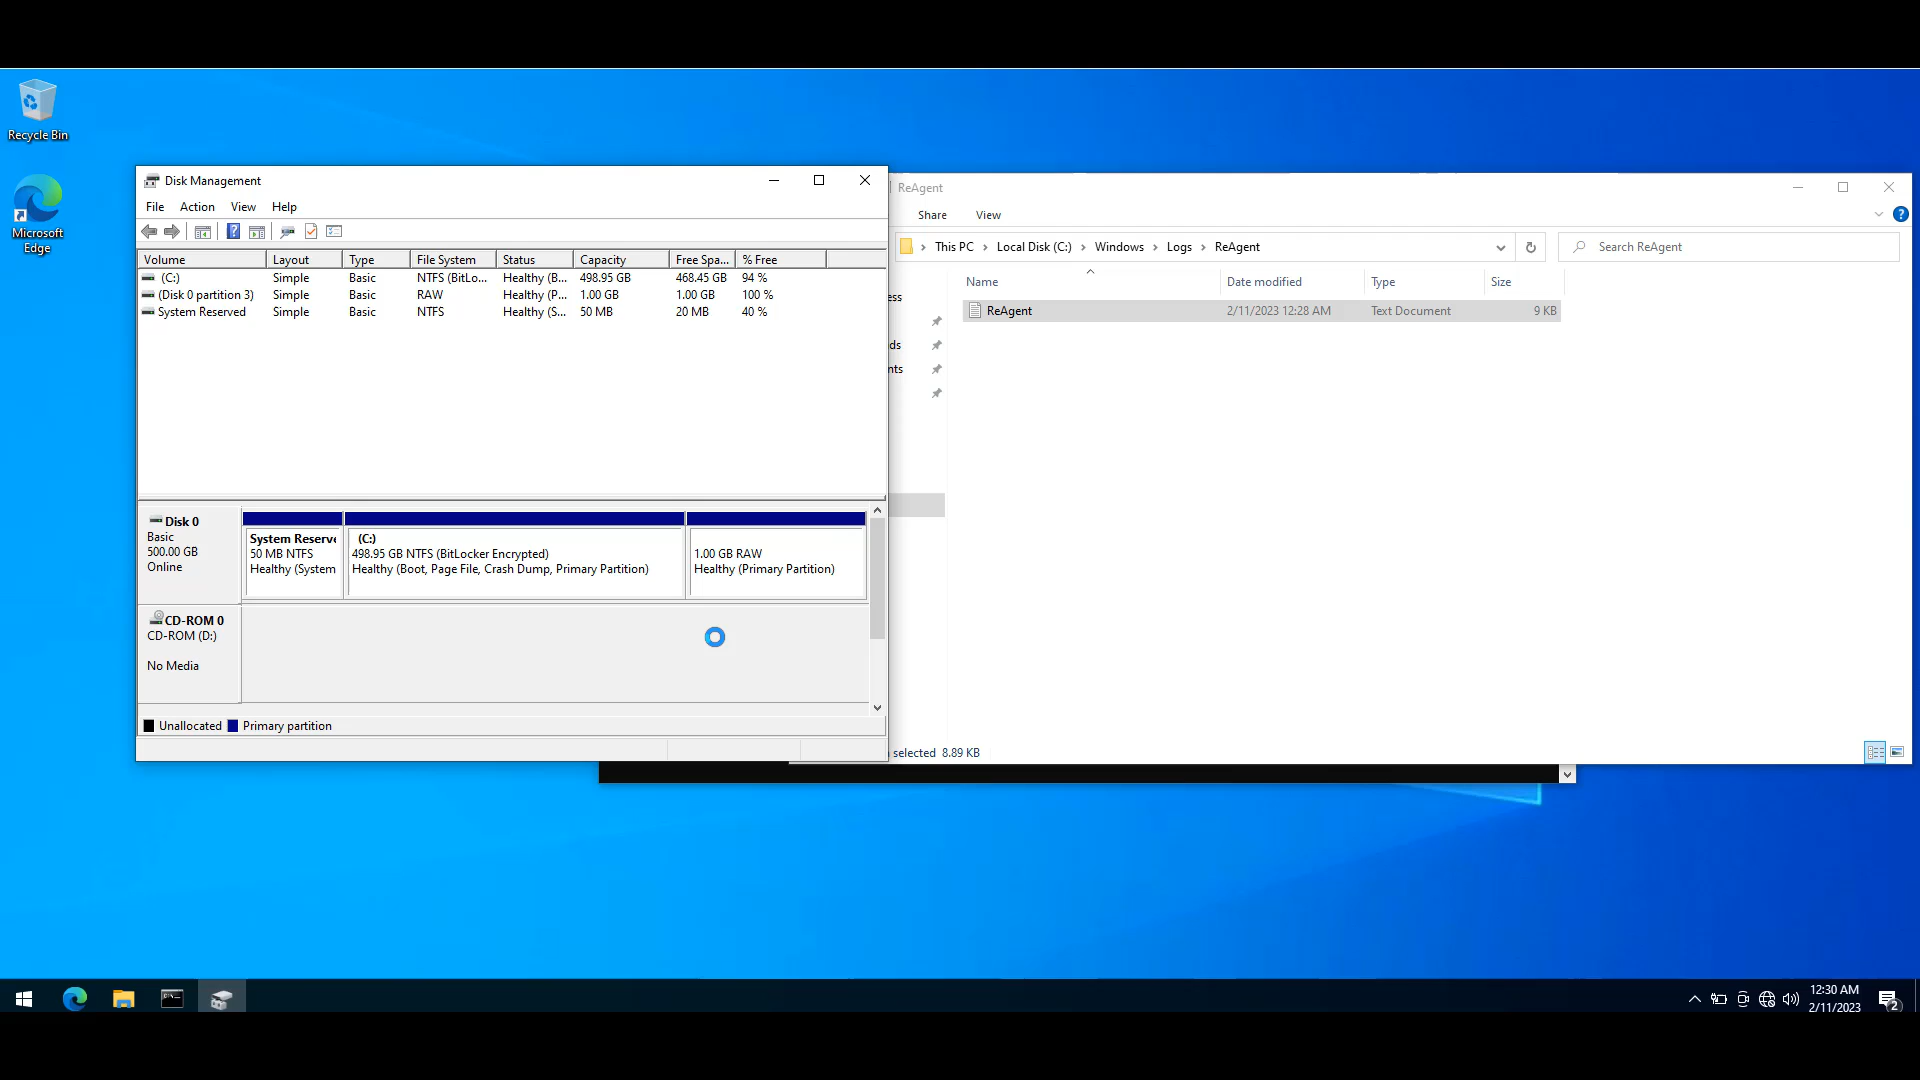 Recycle Bin
Microsoft
Edge
Disk Management
File Action View Help
Volume Layout Type File System Status Capacity Free Spa... % Free
(C:) Simple Basic NTFS (BitLo... Healthy (B... 498.95 GB 468.45 GB 94 %
(Disk 0 partition 3) Simple Basic RAW Healthy (P... 1.00 GB 1.00 GB 100 %
System Reserved Simple Basic NTFS Healthy (S... 50 MB 20 MB 40 %
Disk 0
Basic
500.00 GB
Online
System Reserve
50 MB NTFS
Healthy (System
(C:)
498.95 GB NTFS (BitLocker Encrypted)
Healthy (Boot, Page File, Crash Dump, Primary Partition)
1.00 GB RAW
Healthy (Primary Partition)
CD-ROM 0
CD-ROM (D:)
No Media
Unallocated Primary partition
ReAgent
Share View
This PC Local Disk (C:) Windows Logs ReAgent
Search ReAgent
Name Date modified Type Size
ess
ReAgent 2/11/2023 12:28 AM Text Document 9 KB
ds
nts
selected 8.89 KB
12:30 AM
2/11/2023
2